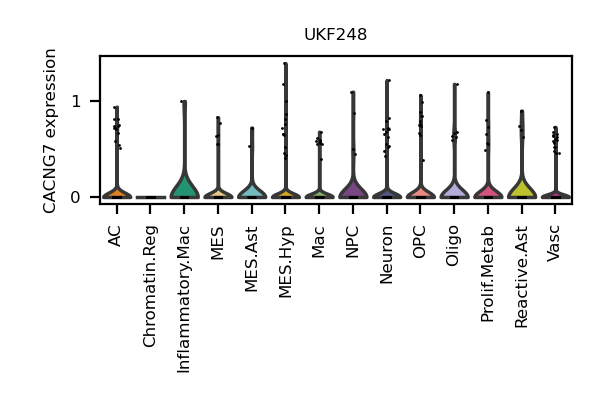 UKF248
CACNG7 expression
1
0
AC
Chromatin.Reg
Inflammatory.Mac
MES
MES.Ast
MES.Hyp
Mac
NPC
Neuron
OPC
Oligo
Prolif.Metab
Reactive.Ast
Vasc